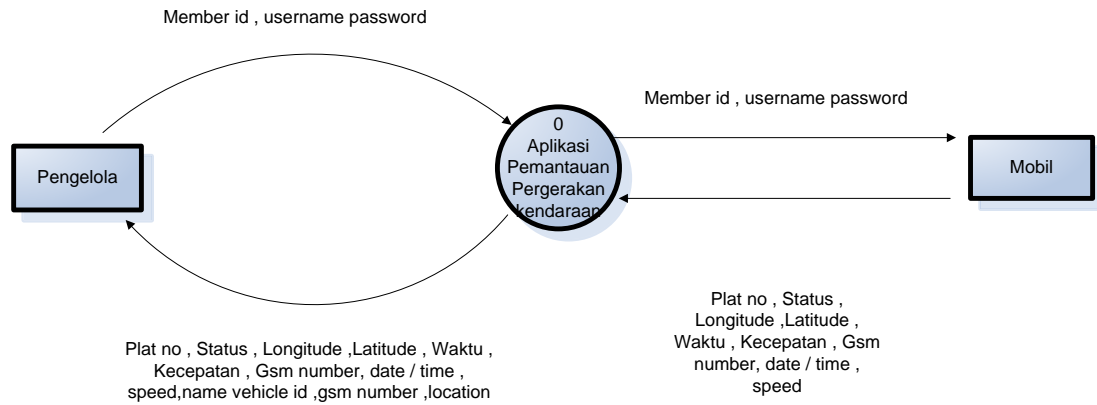 Member id , username password
Member id , username password
Pengelola
0
Aplikasi
Pemantauan
Pergerakan
kendaraan
Mobil
Plat no , Status ,
Longitude ,Latitude ,
Waktu , Kecepatan , Gsm
number, date / time ,
speed
Plat no , Status , Longitude ,Latitude , Waktu ,
Kecepatan , Gsm number, date / time ,
speed,name vehicle id ,gsm number ,location